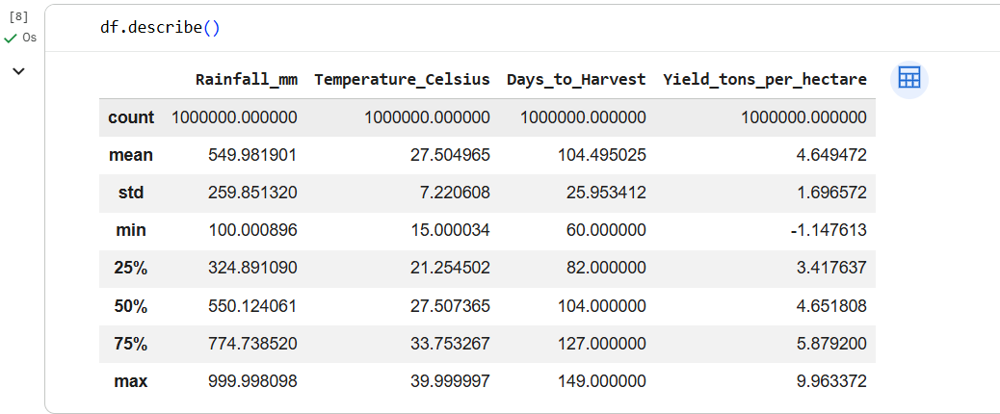 [8]
0s
df.describe()
Rainfall_mm Temperature_Celsius Days_to_Harvest Yield_tons_per_hectare
count 1000000.000000 1000000.000000 1000000.000000 1000000.000000
mean 549.981901 27.504965 104.495025 4.649472
std 259.851320 7.220608 25.953412 1.696572
min 100.000896 15.000034 60.000000 -1.147613
25% 324.891090 21.254502 82.000000 3.417637
50% 550.124061 27.507365 104.000000 4.651808
75% 774.738520 33.753267 127.000000 5.879200
max 999.998098 39.999997 149.000000 9.963372